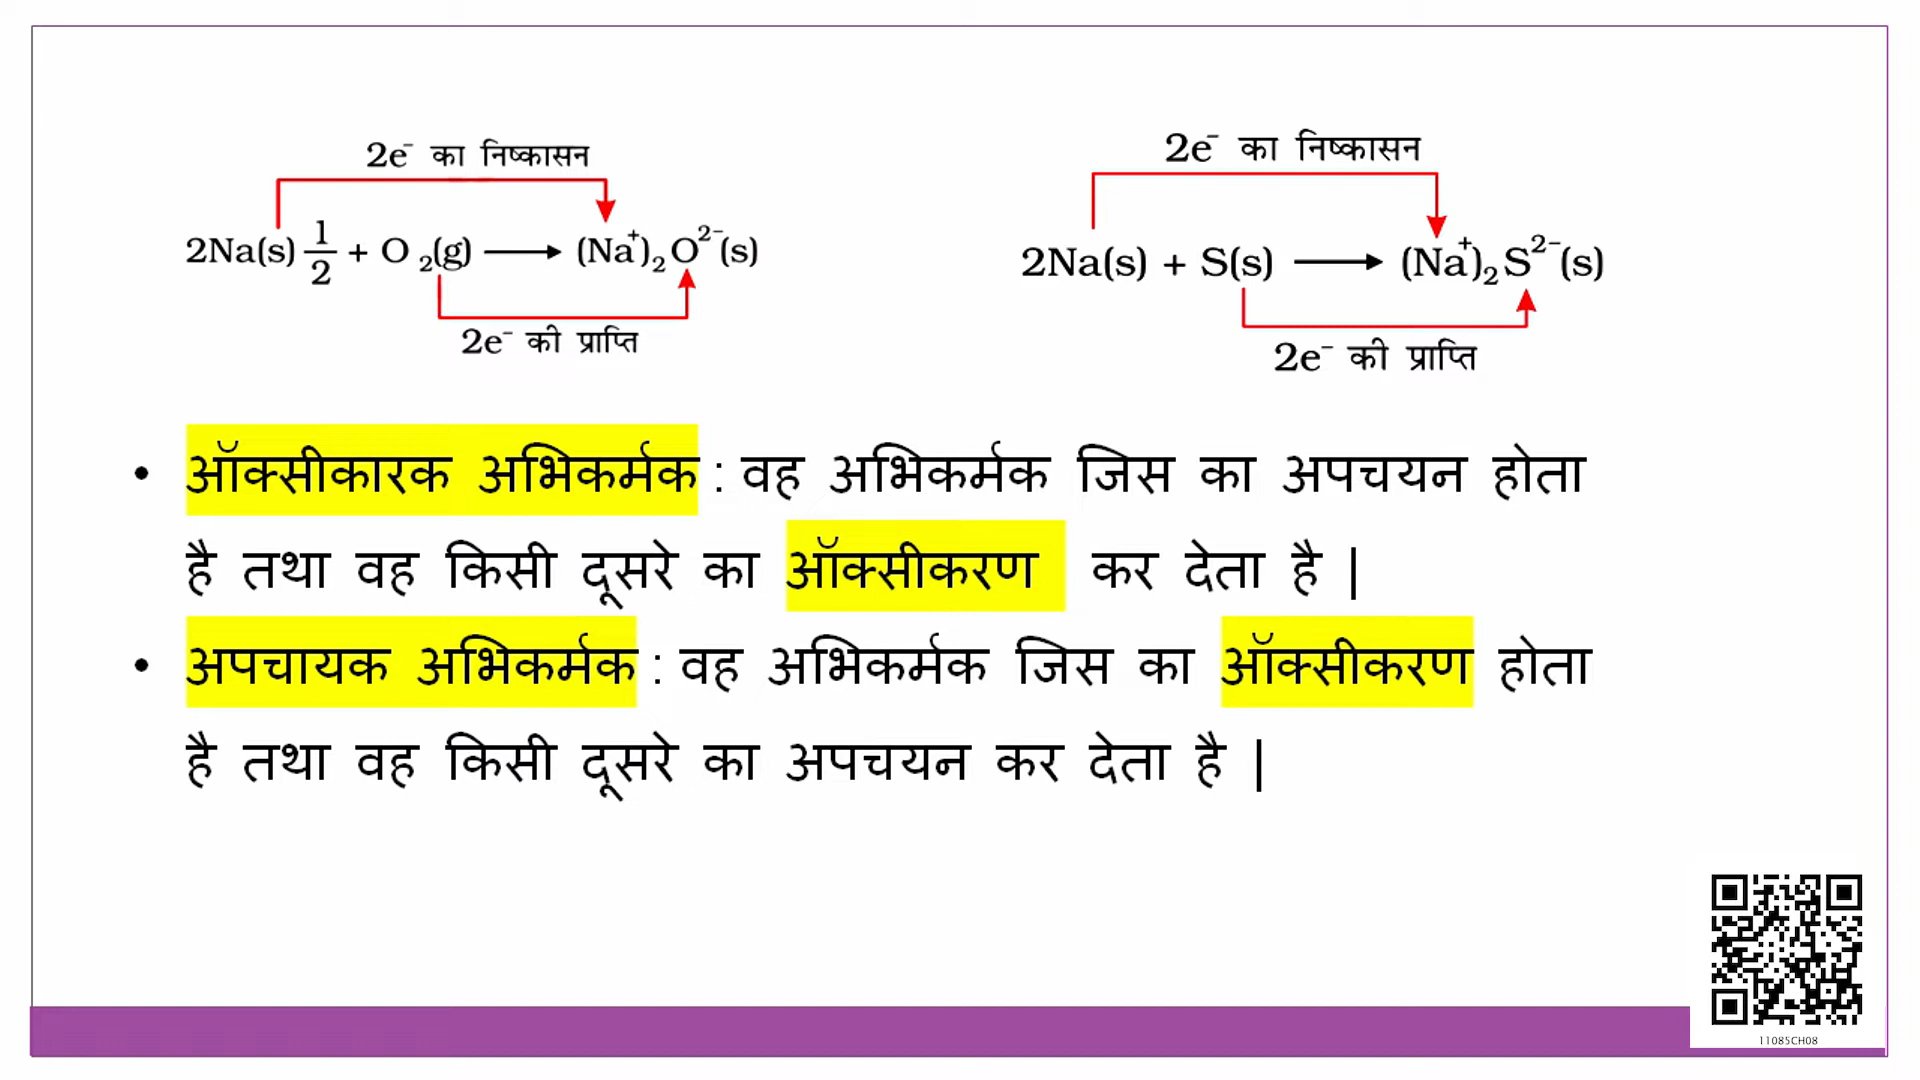 2e⁻ का निष्कासन
2Na(s) 1/2 + O ₂(g) ⟶ (Na⁺)₂O²⁻(s)
2e⁻ की प्राप्ति
2e⁻ का निष्कासन
2Na(s) + S(s) ⟶ (Na⁺)₂S²⁻(s)
2e⁻ की प्राप्ति
• ऑक्सीकारक अभिकर्मक : वह अभिकर्मक जिस का अपचयन होता
है तथा वह किसी दूसरे का ऑक्सीकरण कर देता है |
• अपचायक अभिकर्मक : वह अभिकर्मक जिस का ऑक्सीकरण होता
है तथा वह किसी दूसरे का अपचयन कर देता है |
11085CH08